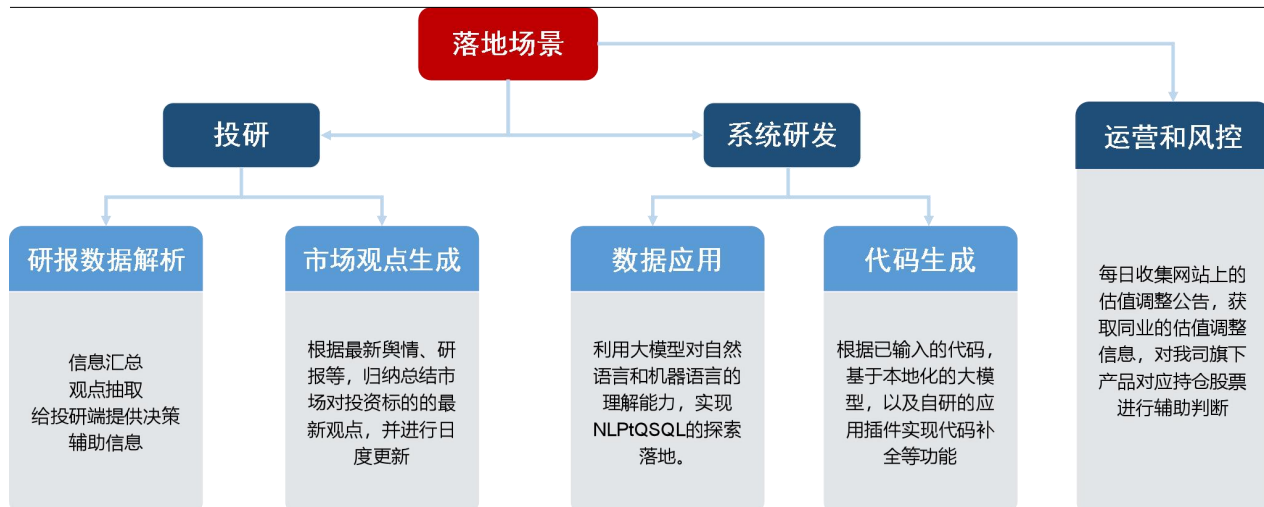 落地场景
投研
系统研发
运营和风控
研报数据解析
市场观点生成
数据应用
代码生成
信息汇总
观点抽取
给投研端提供决策
辅助信息
根据最新舆情、研
报等，归纳总结市
场对投资标的的最
新观点，并进行日
度更新
利用大模型对自然
语言和机器语言的
理解能力，实现
NLPtQSQL的探索
落地。
根据已输入的代码，
基于本地化的大模
型，以及自研的应
用插件实现代码补
全等功能
每日收集网站上的
估值调整公告，获
取同业的估值调整
信息，对我司旗下
产品对应持仓股票
进行辅助判断